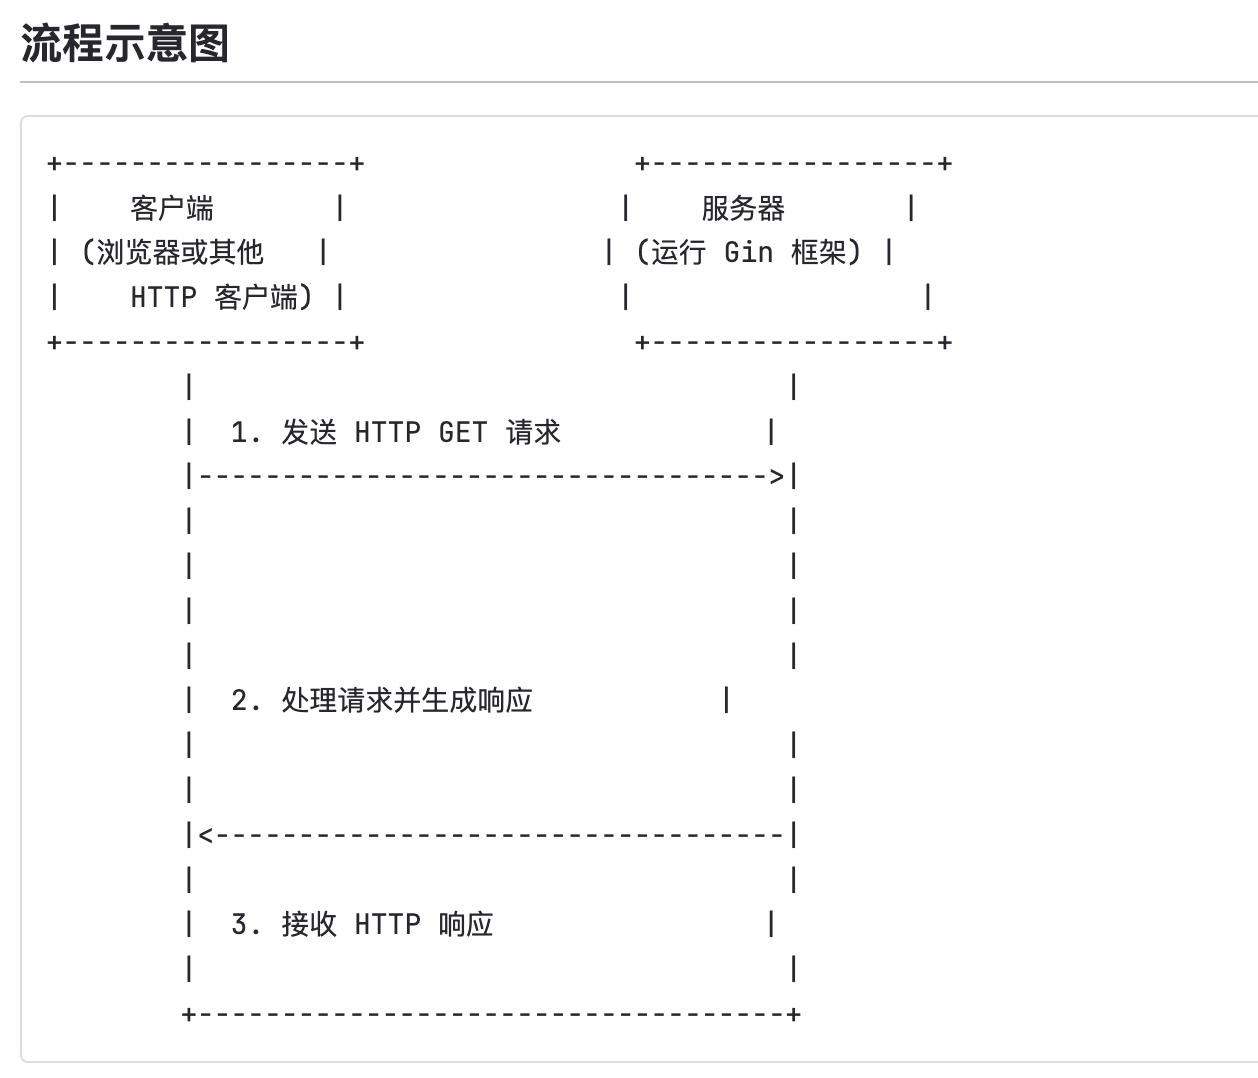 流程示意图
+-----------------+                +-----------------+
|    客户端       |                |    服务器       |
| (浏览器或其他   |                | (运行 Gin 框架) |
|    HTTP 客户端) |                |                 |
+-----------------+                +-----------------+
        |                                   |
        |  1. 发送 HTTP GET 请求            |
        |---------------------------------->|
        |                                   |
        |                                   |
        |                                   |
        |                                   |
        |  2. 处理请求并生成响应           |
        |                                   |
        |                                   |
        |<----------------------------------|
        |                                   |
        |  3. 接收 HTTP 响应                |
        |                                   |
        +-----------------------------------+